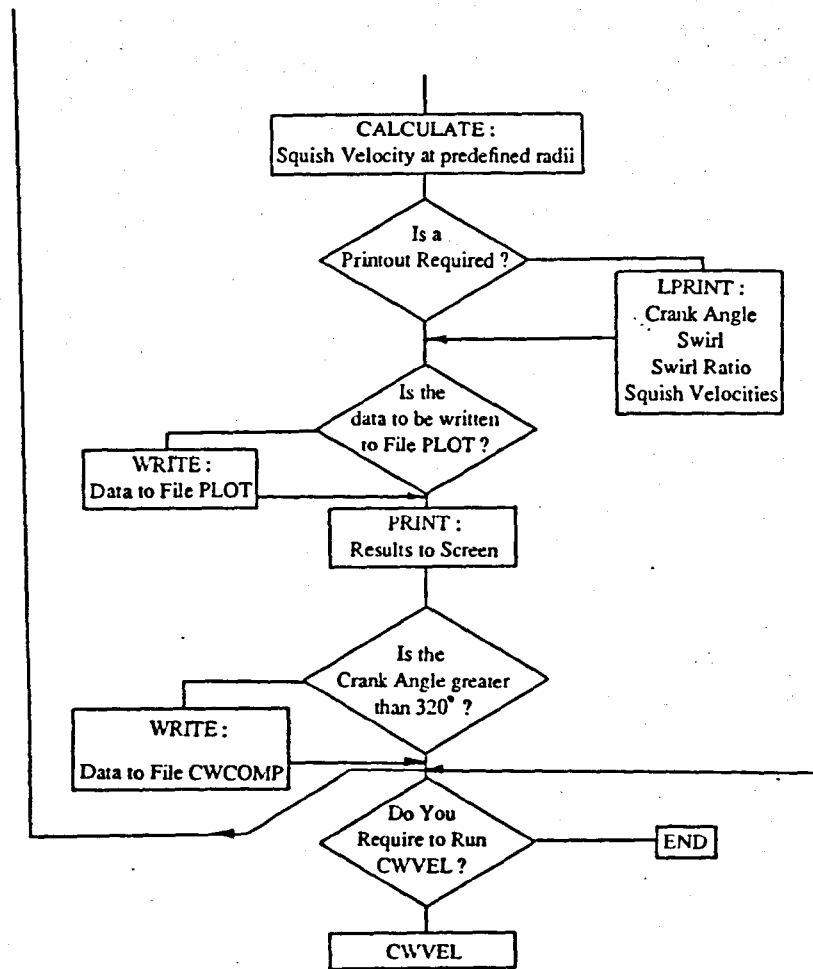 CALCULATE :
Squish Velocity at predefined radii
Is a
Printout Required ?
LPRINT :
Crank Angle
Swirl
Swirl Ratio
Squish Velocities
Is the
data to be written
to File PLOT ?
WRITE :
Data to File PLOT
PRINT :
Results to Screen
Is the
Crank Angle greater
than 320° ?
WRITE :
Data to File CWCOMP
Do You
Require to Run
CWVEL ?
END
CWVEL